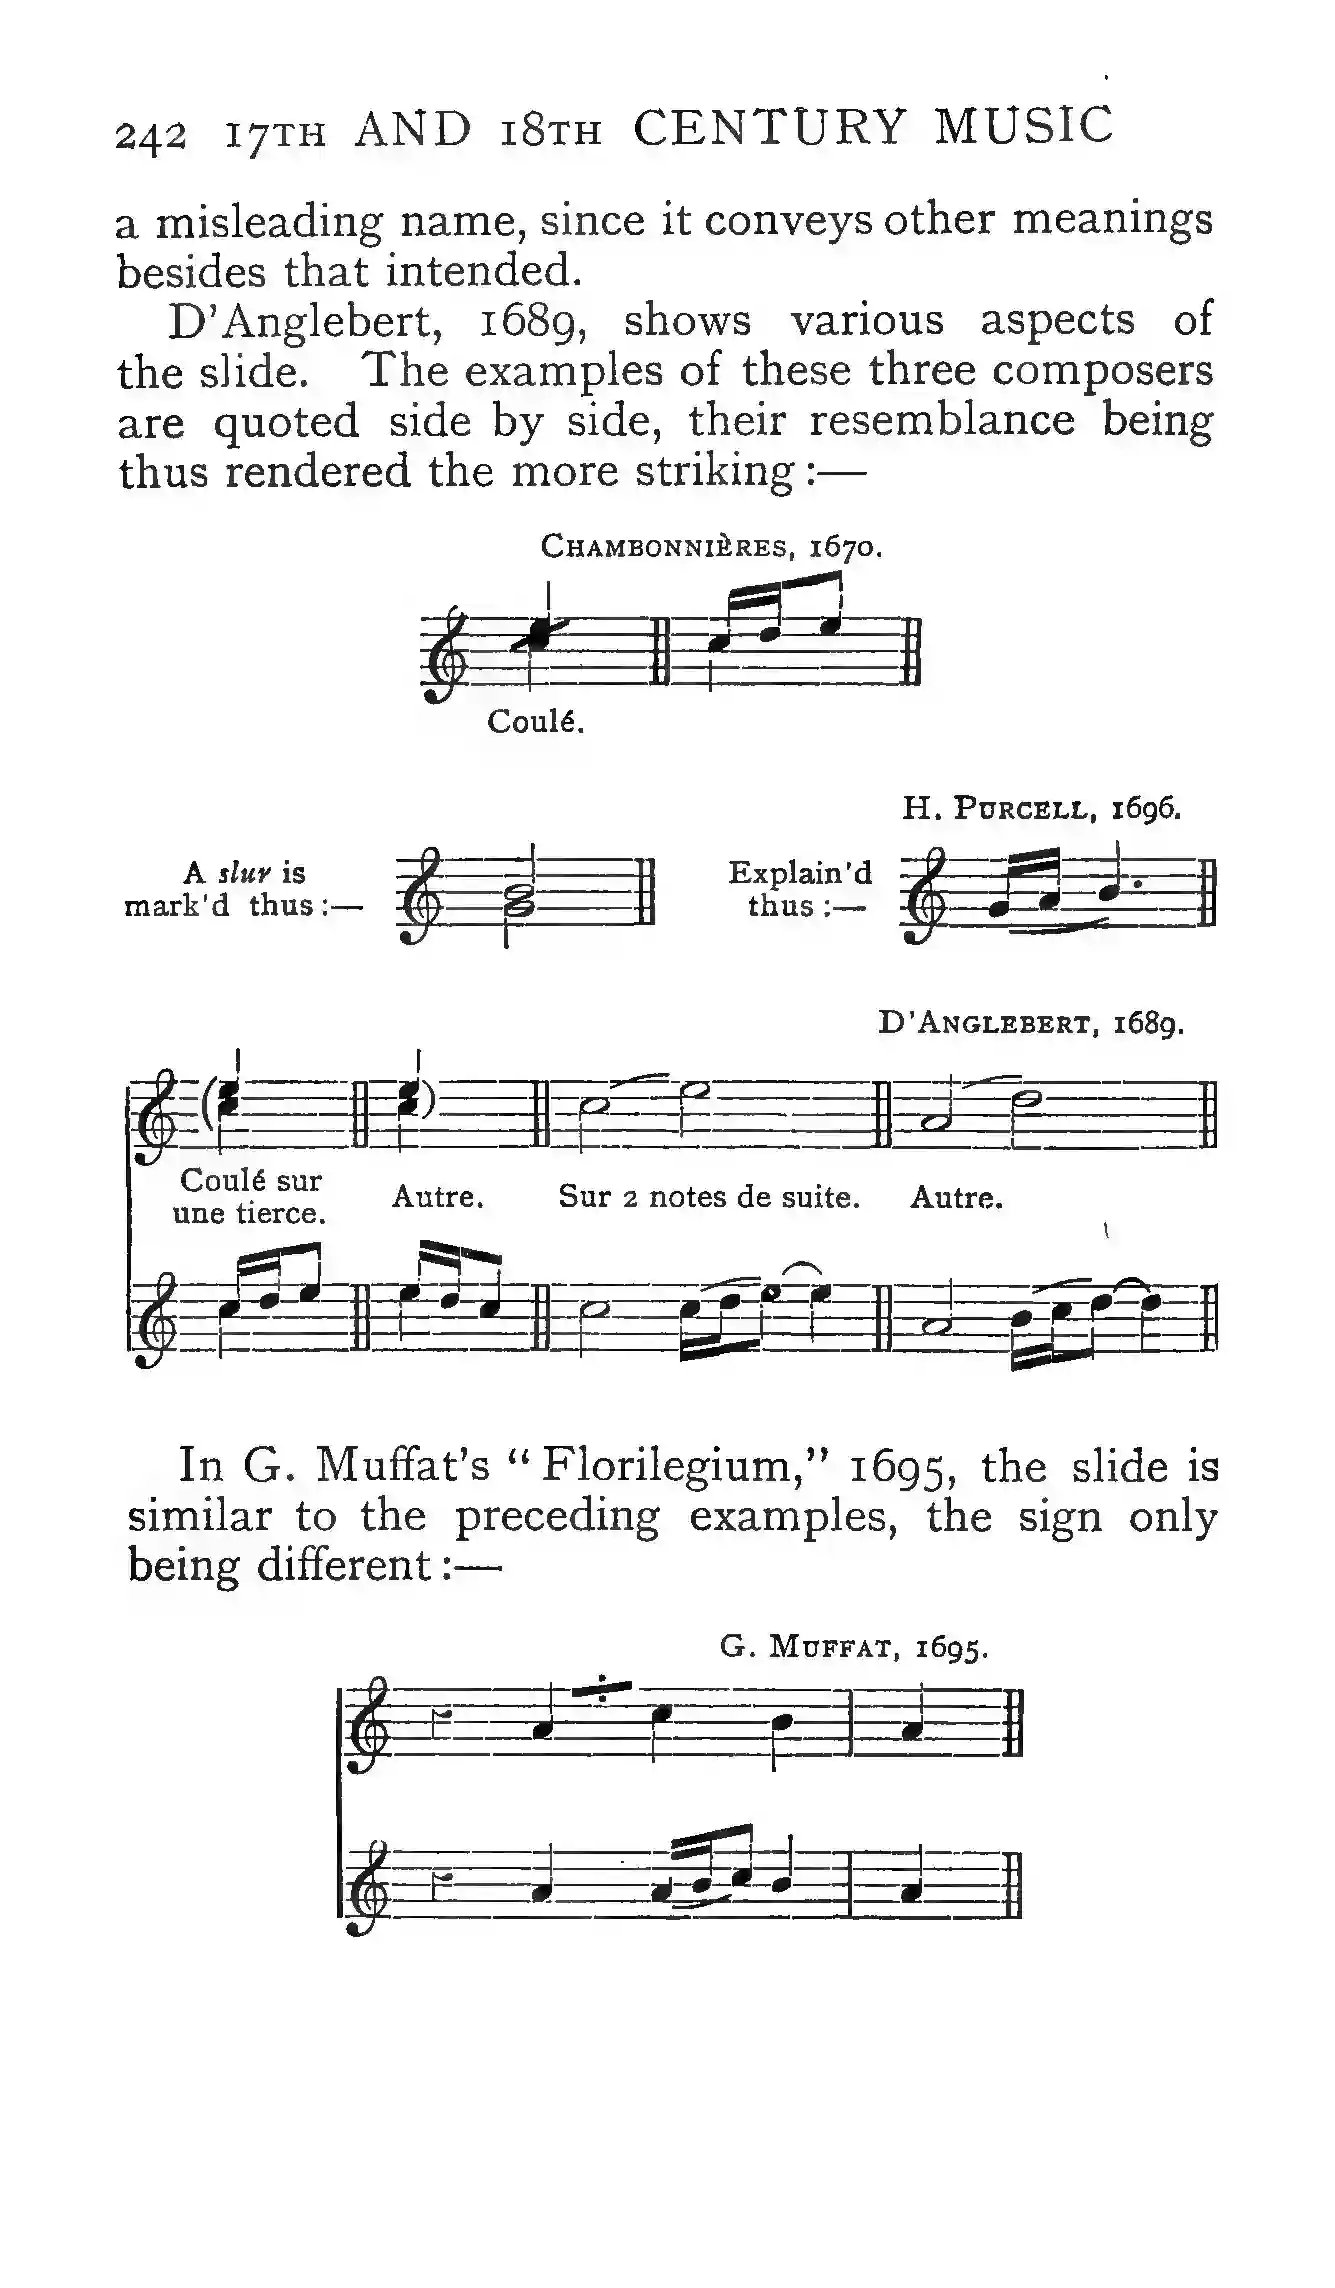 242 17TH AND 18TH CENTURY MUSIC
a misleading name, since it conveys other meanings
besides that intended.
D'Anglebert, 1689, shows various aspects of
the slide. The examples of these three composers
are quoted side by side, their resemblance being
thus rendered the more striking:—
CHAMBONNIÈRES, 1670.
Coulé.
H. PURCELL, 1696.
A slur is
mark'd thus:—
Explain'd
thus:—
D'ANGLEBERT, 1689.
Coulé sur
une tierce.
Autre.
Sur 2 notes de suite.
Autre.
In G. Muffat's “Florilegium,” 1695, the slide is
similar to the preceding examples, the sign only
being different:—
G. MUFFAT, 1695.